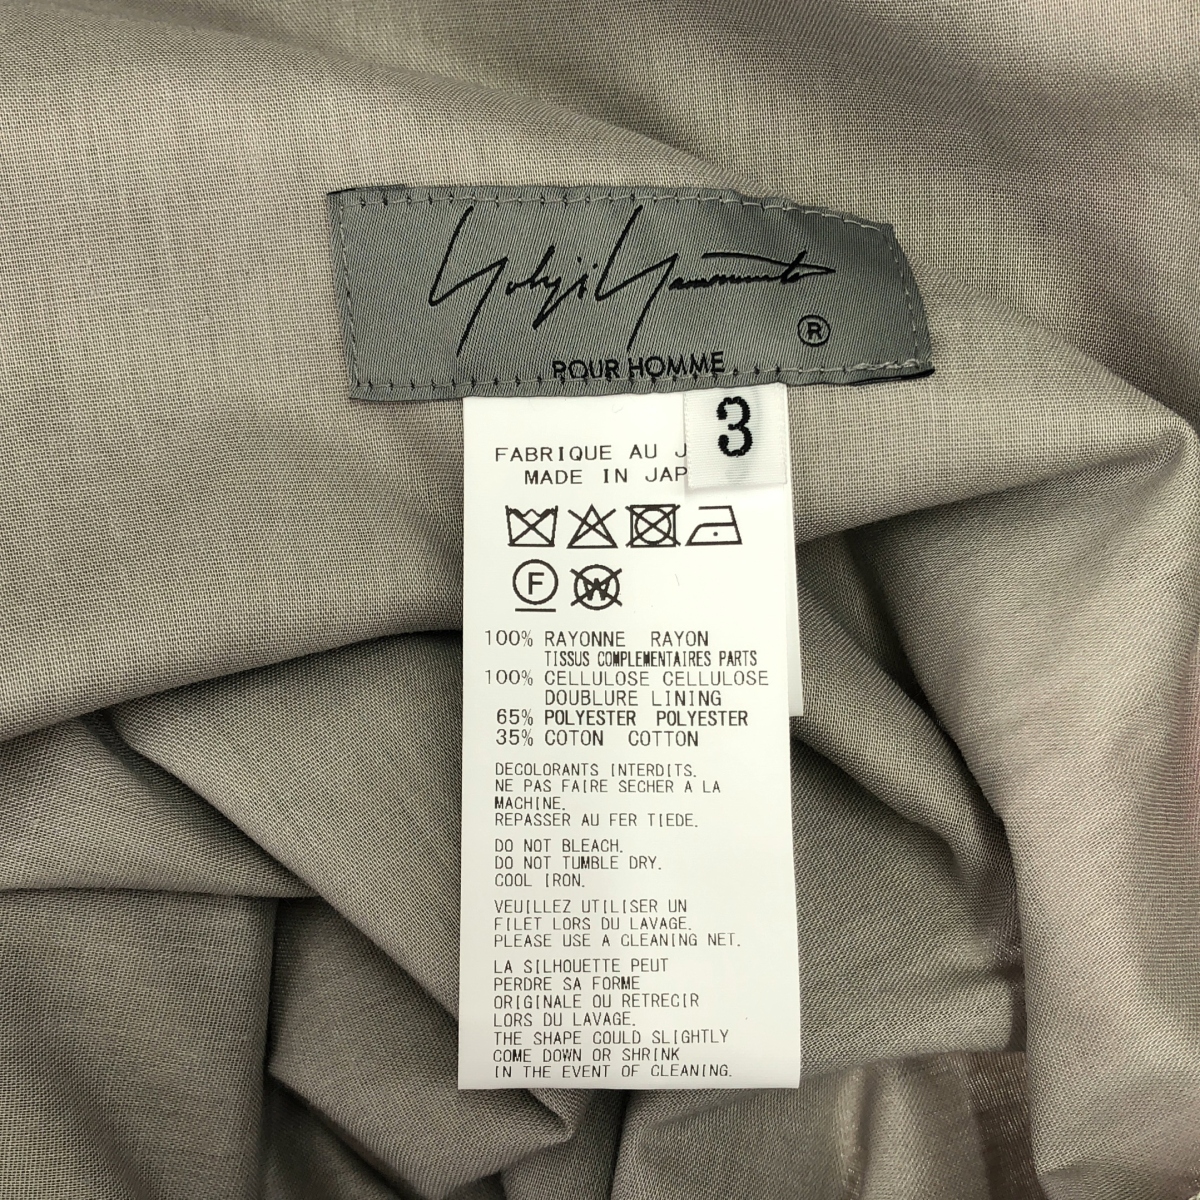 Yohji Yamamoto
®
POUR HOMME
3
FABRIQUE AU J
MADE IN JAP
F W
100% RAYONNE RAYON
TISSUS COMPLEMENTAIRES PARTS
100% CELLULOSE CELLULOSE
DOUBLURE LINING
65% POLYESTER POLYESTER
35% COTON COTTON
DECOLORANTS INTERDITS.
NE PAS FAIRE SECHER A LA
MACHINE.
REPASSER AU FER TIEDE.
DO NOT BLEACH.
DO NOT TUMBLE DRY.
COOL IRON.
VEUILLEZ UTILISER UN
FILET LORS DU LAVAGE.
PLEASE USE A CLEANING NET.
LA SILHOUETTE PEUT
PERDRE SA FORME
ORIGINALE OU RETRECIR
LORS DU LAVAGE.
THE SHAPE COULD SLIGHTLY
COME DOWN OR SHRINK
IN THE EVENT OF CLEANING.